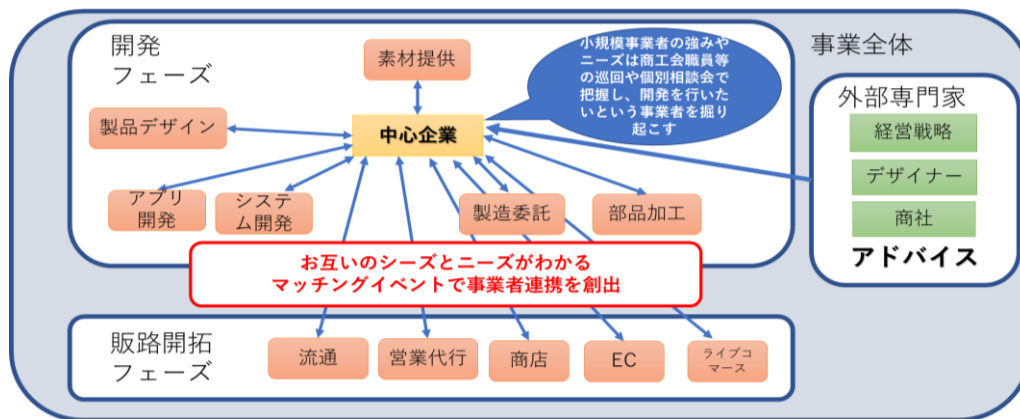 開発
フェーズ
素材提供
小規模事業者の強みや
ニーズは商工会職員等
の巡回や個別相談会で
把握し、開発を行いた
いという事業者を掘り
起こす
事業全体
製品デザイン
中心企業
外部専門家
経営戦略
デザイナー
商社
アドバイス
アプリ
開発
システ
ム開発
製造委託
部品加工
お互いのシーズとニーズがわかる
マッチングイベントで事業者連携を創出
販路開拓
フェーズ
流通
営業代行
商店
EC
ライブコ
マース